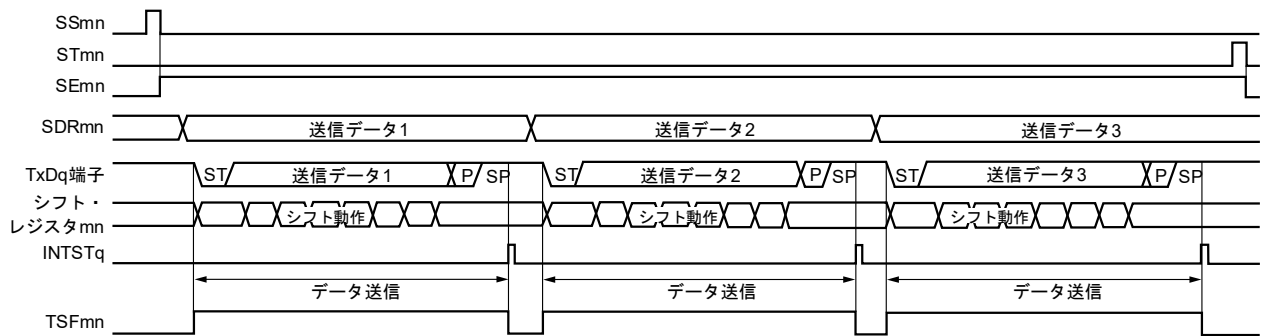 SSmn
STmn
SEmn
SDRmn 送信データ1 送信データ2 送信データ3
TxDq端子 ST 送信データ1 P SP ST 送信データ2 P SP ST 送信データ3 P SP
シフト・
レジスタmn シフト動作 シフト動作 シフト動作
INTSTq
データ送信 データ送信 データ送信
TSFmn